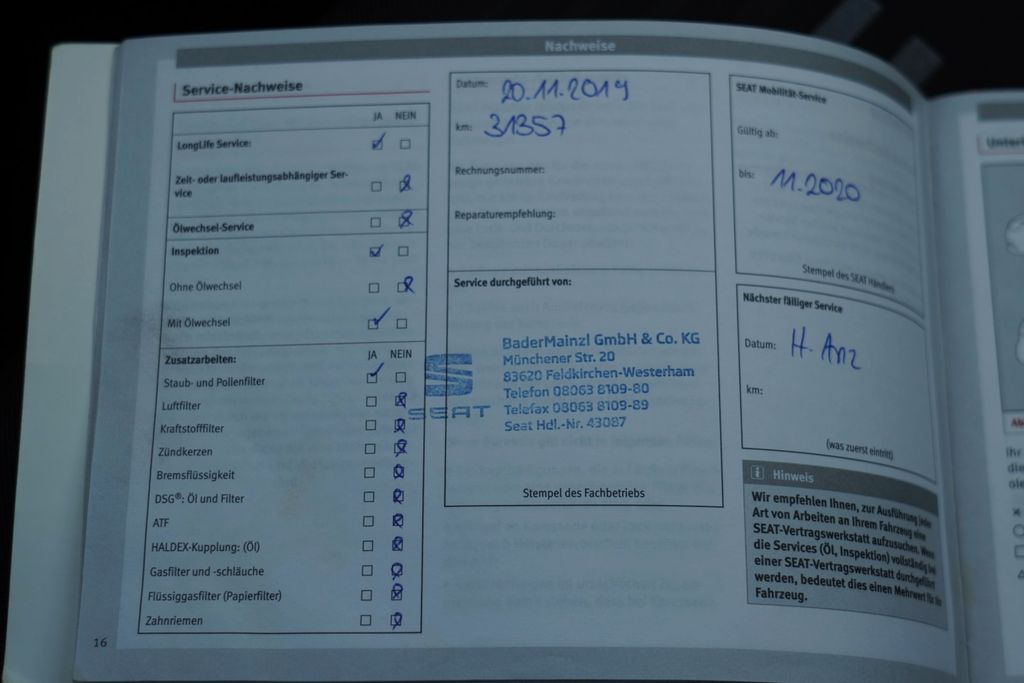 Nachweise
Service-Nachweise
JA NEIN
LongLife Service:
Zeit- oder laufleistungsabhängiger Ser-
vice
Ölwechsel-Service
Inspektion
Ohne Ölwechsel
Mit Ölwechsel
Zusatzarbeiten: JA NEIN
Staub- und Pollenfilter
Luftfilter
Kraftstofffilter
Zündkerzen
Bremsflüssigkeit
DSG®: Öl und Filter
ATF
HALDEX-Kupplung: (Öl)
Gasfilter und -schläuche
Flüssiggasfilter (Papierfilter)
Zahnriemen
16
Datum: 20.11.2019
km: 31357
Rechnungsnummer:
Reparaturempfehlung:
Service durchgeführt von:
SEAT
BaderMainzl GmbH & Co. KG
Münchener Str. 20
83620 Feldkirchen-Westerham
Telefon 08063 8109-80
Telefax 08063 8109-89
Seat Hdl.-Nr. 43087
Stempel des Fachbetriebs
SEAT Mobilität-Service
Gültig ab:
bis: 11.2020
Stempel des SEAT Händlers
Nächster fälliger Service
Datum: H. Anz
km:
(was zuerst eintritt)
Hinweis
Wir empfehlen Ihnen, zur Ausführung jeder
Art von Arbeiten an Ihrem Fahrzeug eine
SEAT-Vertragswerkstatt aufzusuchen. Wenn
die Services (Öl, Inspektion) vollständig bei
einer SEAT-Vertragswerkstatt durchgeführt
werden, bedeutet dies einen Mehrwert für Ihr
Fahrzeug.